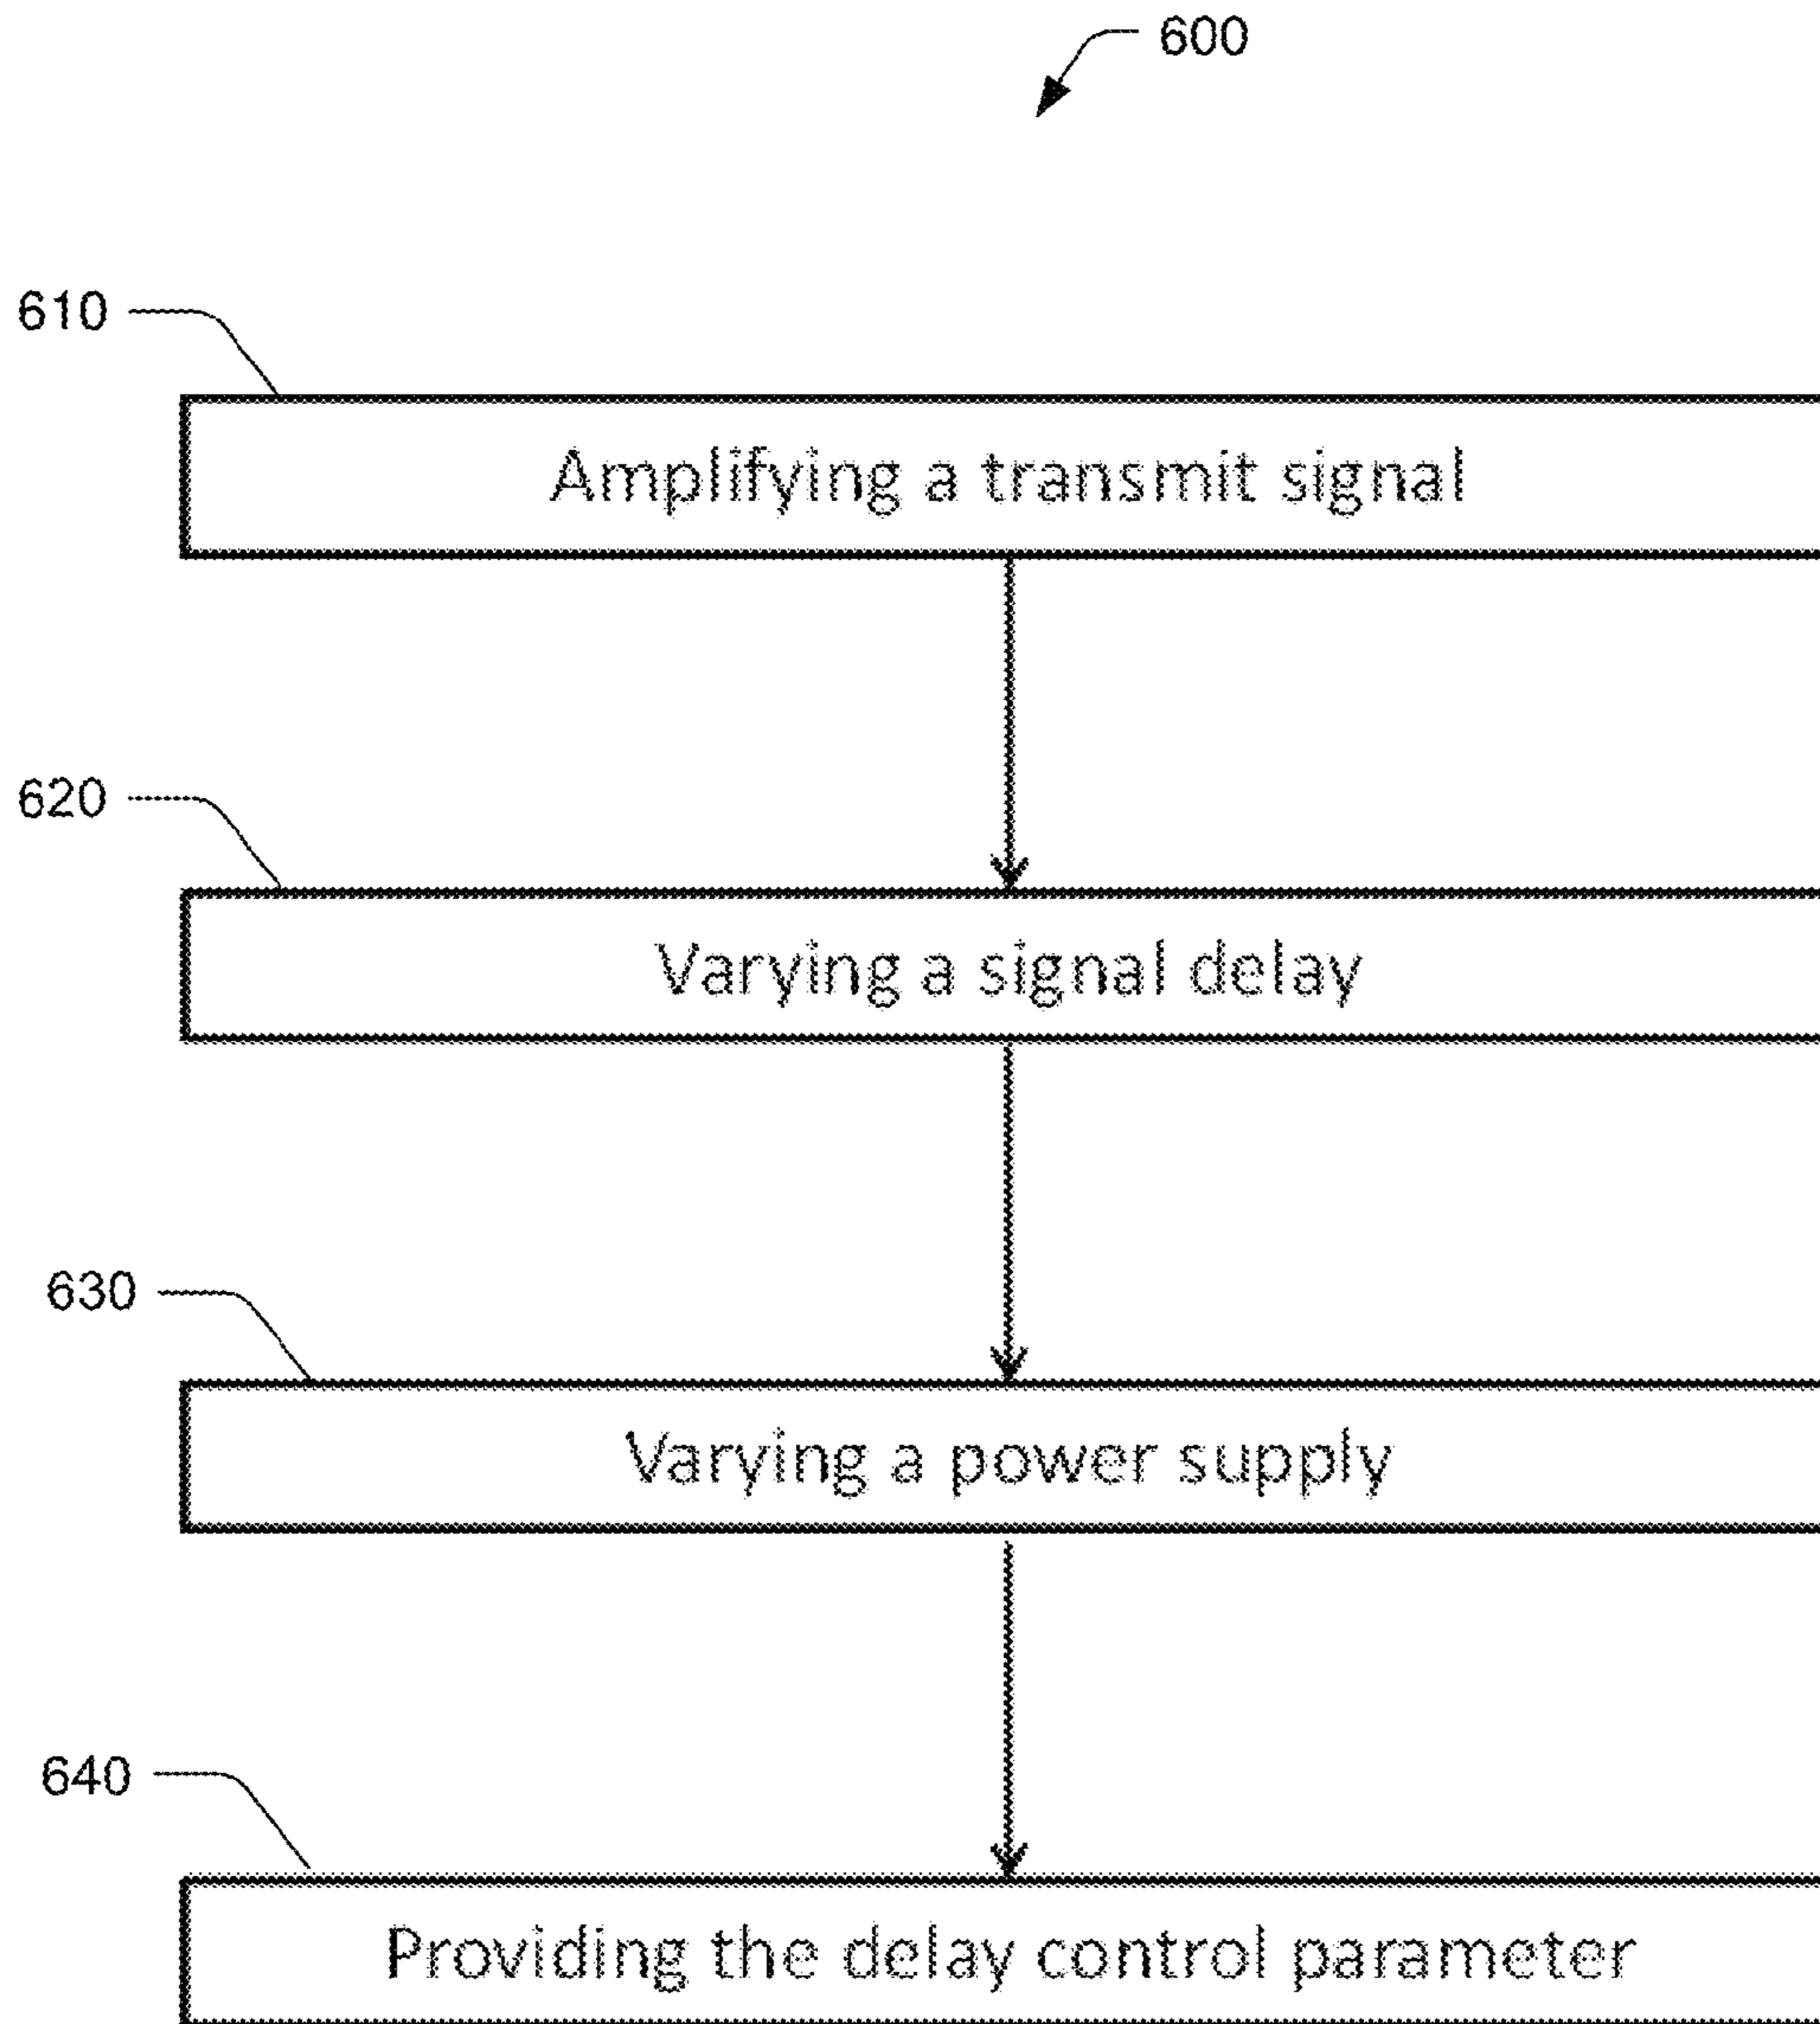 600
610
Amplifying a transmit signal
620
Varying a signal delay
630
Varying a power supply
640
Providing the delay control parameter